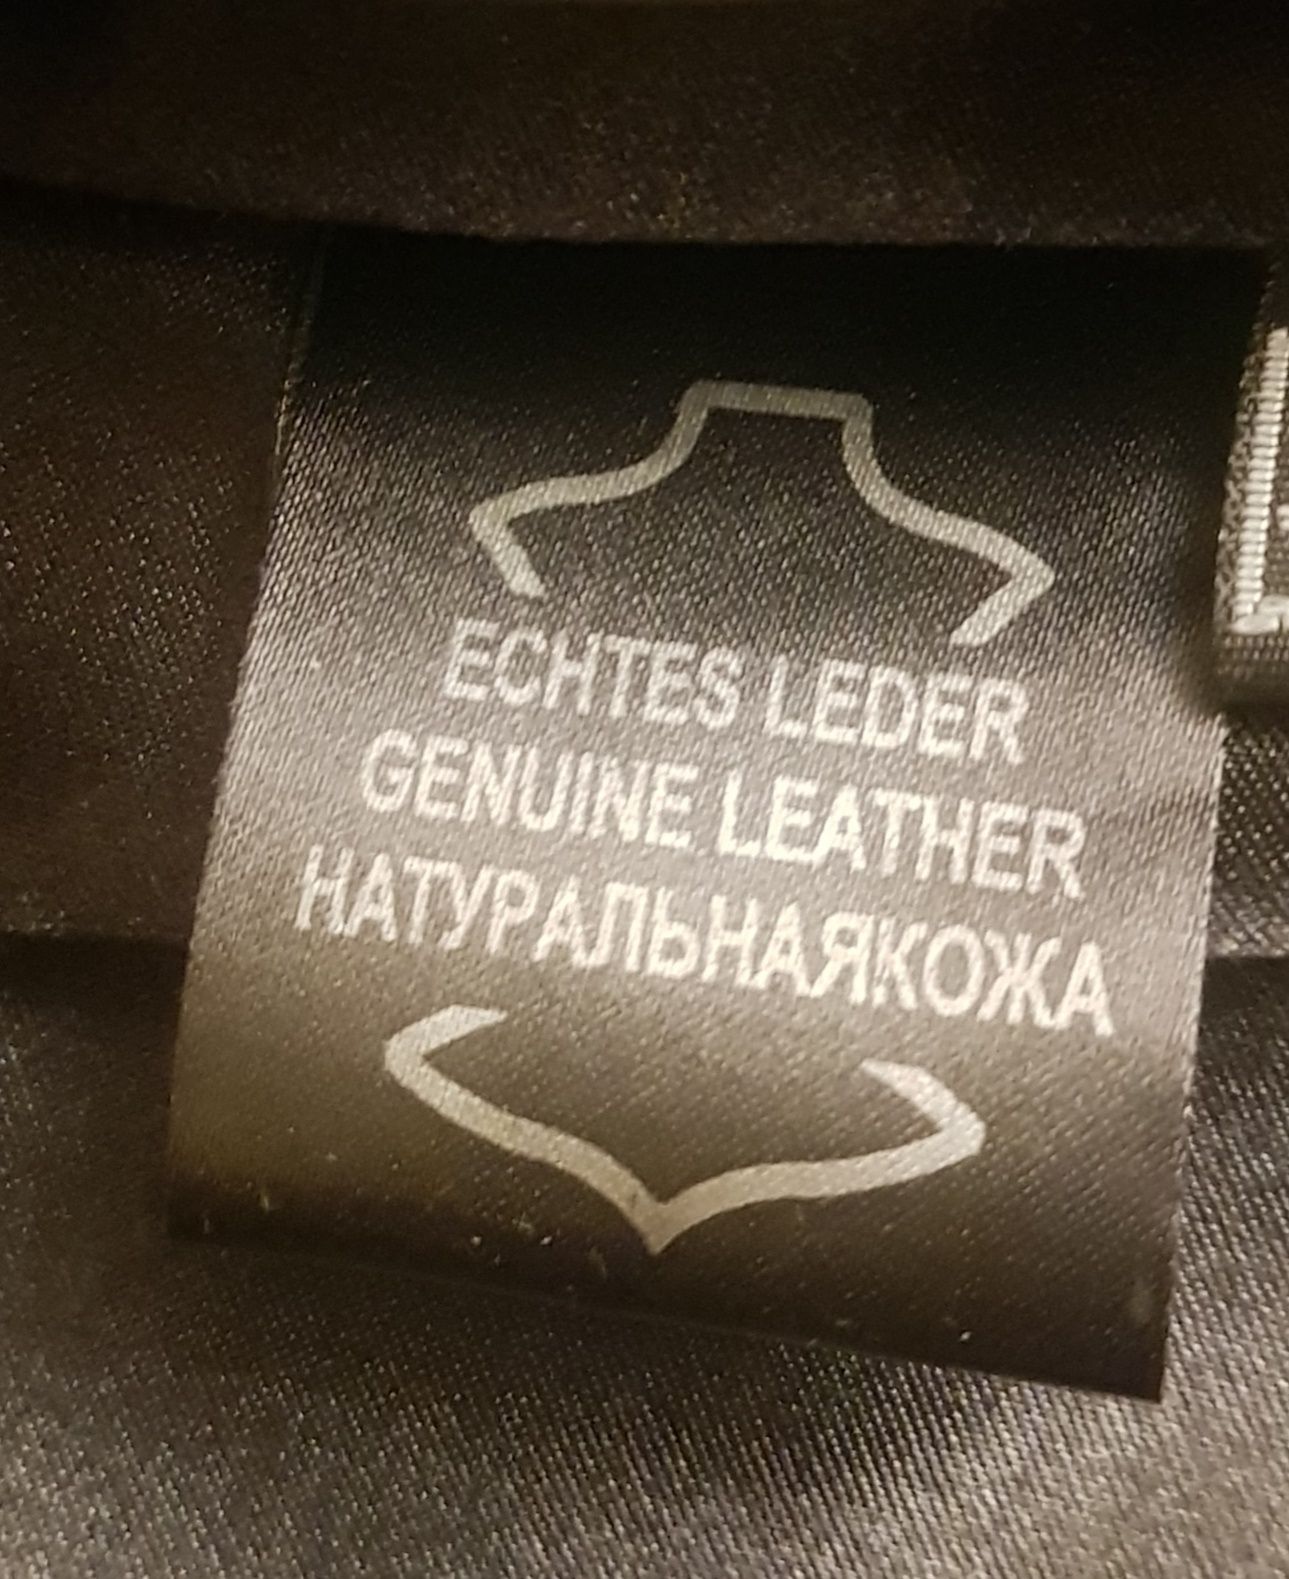 ECHTES LEDER
GENUINE LEATHER
НАТУРАЛЬНАЯКОЖА